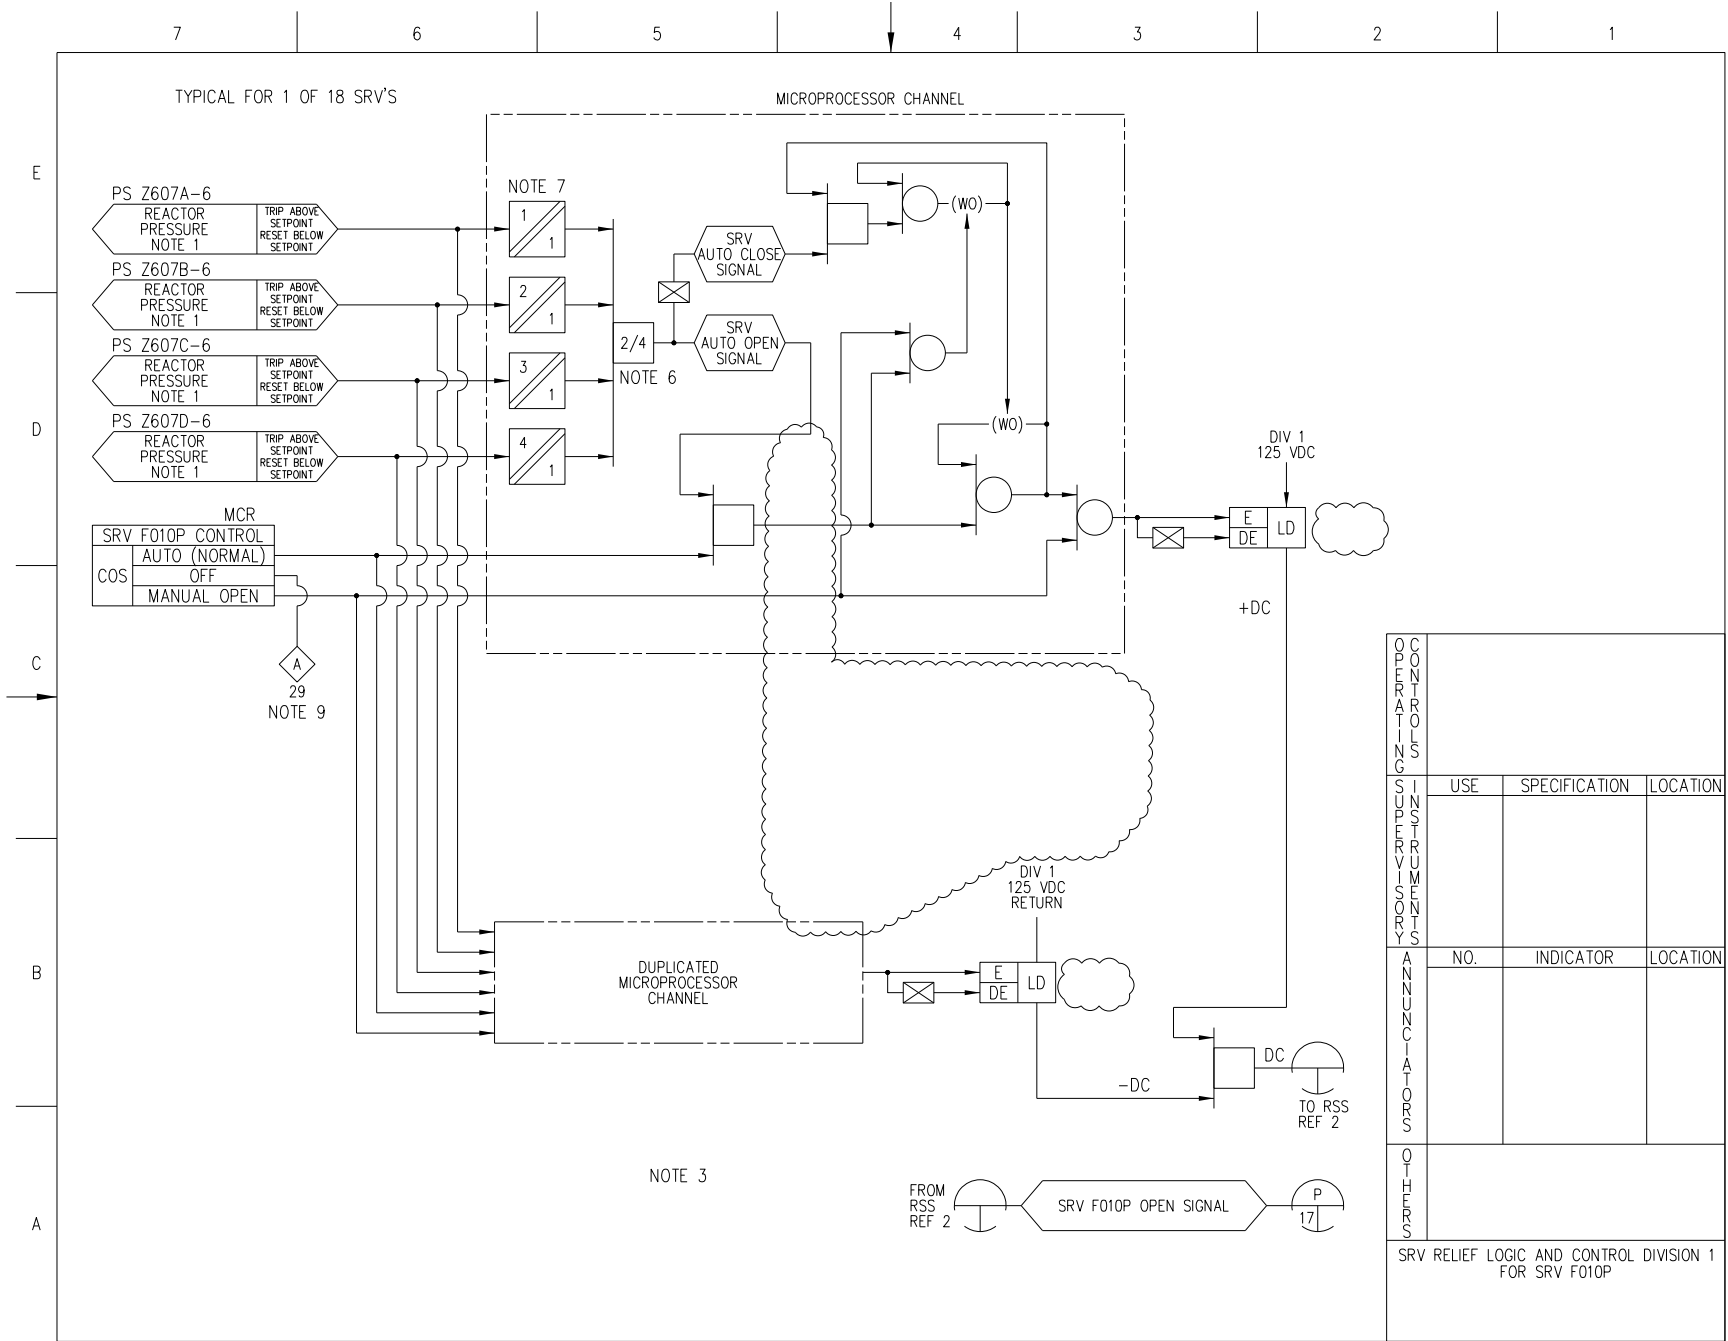 7 6 5 4 3 2 1
TYPICAL FOR 1 OF 18 SRV'S
MICROPROCESSOR CHANNEL
E
PS Z607A-6
REACTOR
PRESSURE
NOTE 1
TRIP ABOVE
SETPOINT
RESET BELOW
SETPOINT
PS Z607B-6
REACTOR
PRESSURE
NOTE 1
TRIP ABOVE
SETPOINT
RESET BELOW
SETPOINT
PS Z607C-6
REACTOR
PRESSURE
NOTE 1
TRIP ABOVE
SETPOINT
RESET BELOW
SETPOINT
D
PS Z607D-6
REACTOR
PRESSURE
NOTE 1
TRIP ABOVE
SETPOINT
RESET BELOW
SETPOINT
NOTE 7
1
1
2
1
3
1
4
1
2/4
NOTE 6
SRV
AUTO CLOSE
SIGNAL
SRV
AUTO OPEN
SIGNAL
(WO)
(WO)
MCR
SRV F010P CONTROL
COS
AUTO (NORMAL)
OFF
MANUAL OPEN
DIV 1
125 VDC
E
DE
LD
+DC
C
A
29
NOTE 9
DIV 1
125 VDC
RETURN
B
DUPLICATED
MICROPROCESSOR
CHANNEL
E
DE
LD
-DC
DC
TO RSS
REF 2
A
NOTE 3
FROM
RSS
REF 2
SRV F010P OPEN SIGNAL
P
17
OPERATING
CONTROLS
SUPERVISORY
INSTRUMENTS
USE SPECIFICATION LOCATION
ANNUNCIATORS
NO. INDICATOR LOCATION
OTHERS
SRV RELIEF LOGIC AND CONTROL DIVISION 1
FOR SRV F010P